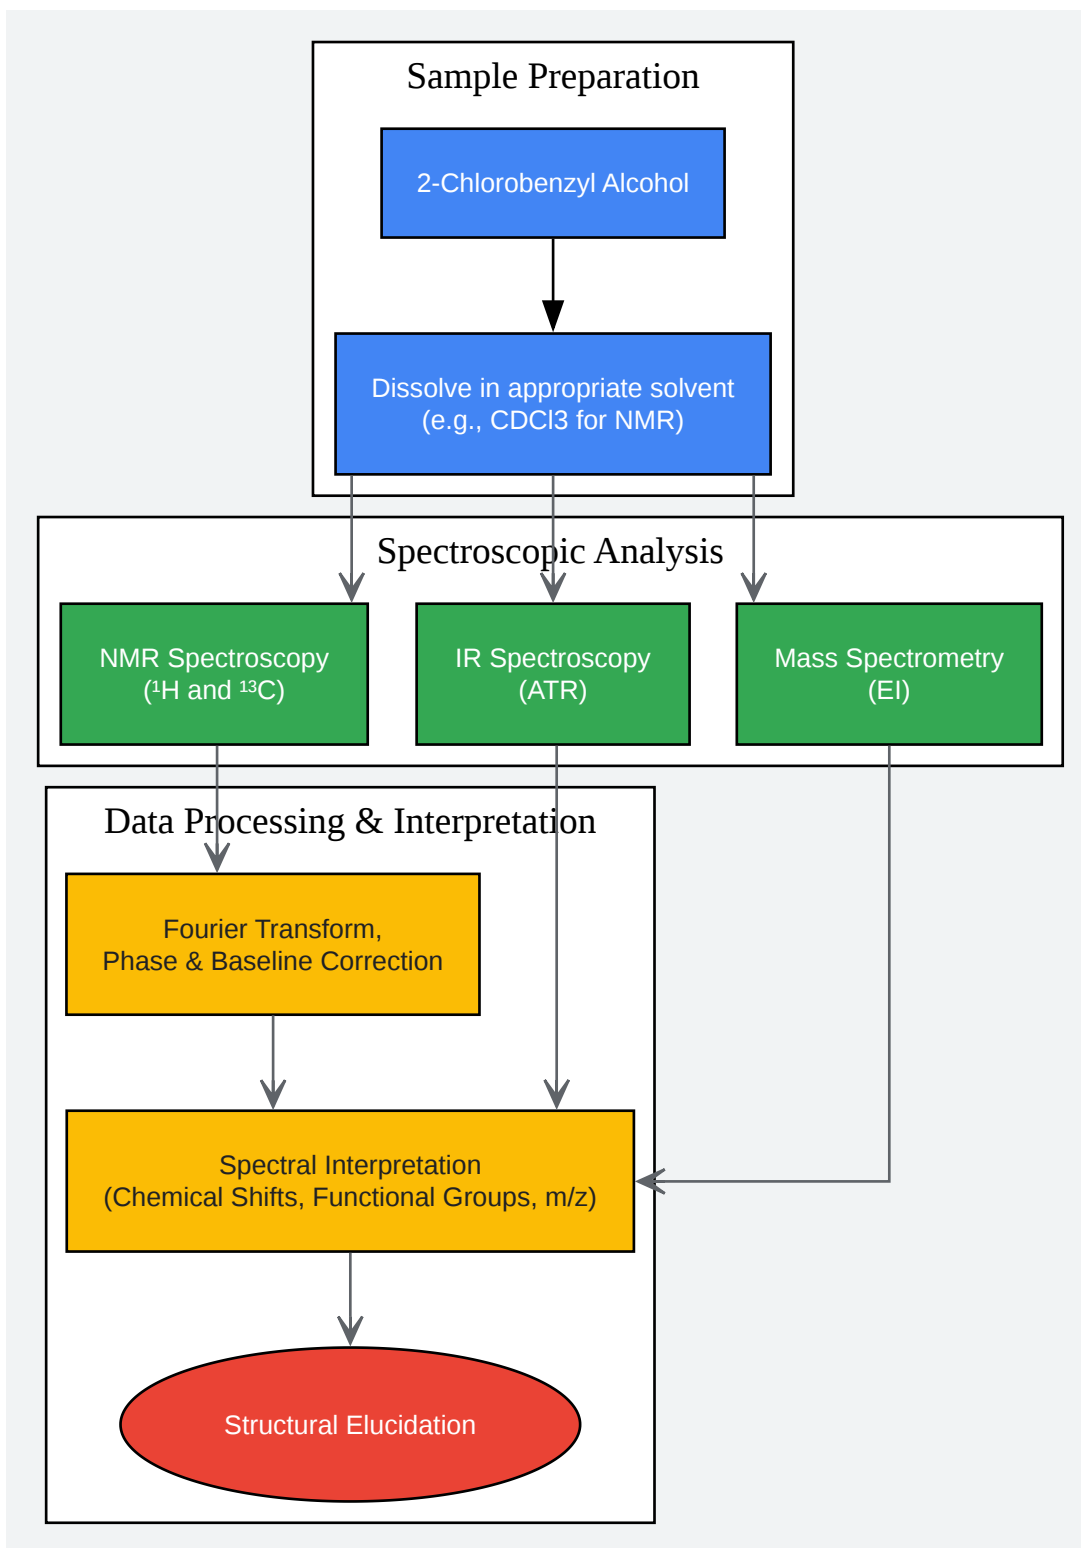 Sample Preparation
2-Chlorobenzyl Alcohol
Dissolve in appropriate solvent
(e.g., CDCl3 for NMR)
Spectroscopic Analysis
NMR Spectroscopy
(¹H and ¹³C)
IR Spectroscopy
(ATR)
Mass Spectrometry
(EI)
Data Processing & Interpretation
Fourier Transform,
Phase & Baseline Correction
Spectral Interpretation
(Chemical Shifts, Functional Groups, m/z)
Structural Elucidation